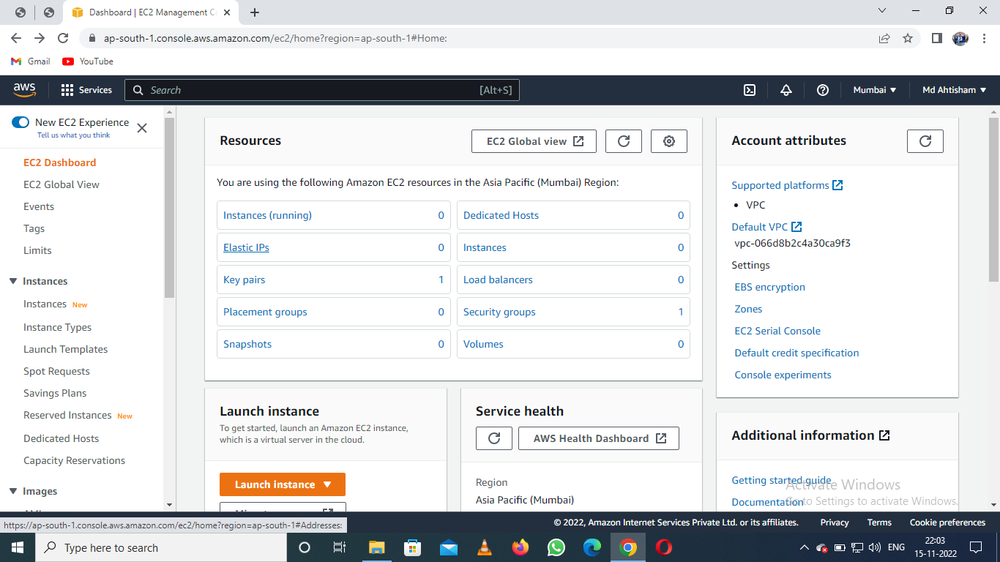 Dashboard | EC2 Management C
ap-south-1.console.aws.amazon.com/ec2/home?region=ap-south-1#Home:
Gmail
YouTube
aws
Services
Search
[Alt+S]
Mumbai
Md Ahtisham
New EC2 Experience
Tell us what you think
EC2 Dashboard
EC2 Global View
Events
Tags
Limits
Instances
Instances New
Instance Types
Launch Templates
Spot Requests
Savings Plans
Reserved Instances New
Dedicated Hosts
Capacity Reservations
Images
Resources
EC2 Global view
You are using the following Amazon EC2 resources in the Asia Pacific (Mumbai) Region:
Instances (running) 0
Dedicated Hosts 0
Elastic IPs 0
Instances 0
Key pairs 1
Load balancers 0
Placement groups 0
Security groups 1
Snapshots 0
Volumes 0
Launch instance
To get started, launch an Amazon EC2 instance,
which is a virtual server in the cloud.
Launch instance
Service health
AWS Health Dashboard
Region
Asia Pacific (Mumbai)
Account attributes
Supported platforms
• VPC
Default VPC
vpc-066d8b2c4a30ca9f3
Settings
EBS encryption
Zones
EC2 Serial Console
Default credit specification
Console experiments
Additional information
Getting started guide
Documentation
Activate Windows
Go to Settings to activate Windows.
https://ap-south-1.console.aws.amazon.com/ec2/home?region=ap-south-1#Addresses:
© 2022, Amazon Internet Services Private Ltd. or its affiliates.
Privacy
Terms
Cookie preferences
Type here to search
ENG
22:03
15-11-2022